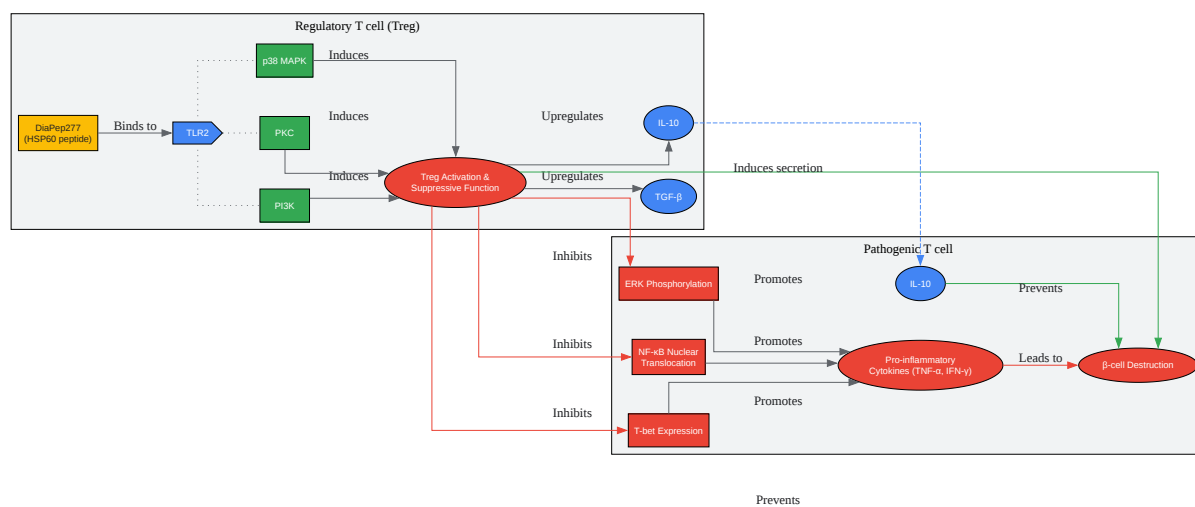 Regulatory T cell (Treg)
p38 MAPK
Induces
DiaPep277
(HSP60 peptide)
Binds to
TLR2
PKC
Induces
Upregulates
IL-10
PI3K
Induces
Treg Activation &
Suppressive Function
Upregulates
TGF-β
Induces secretion
Pathogenic T cell
Inhibits
ERK Phosphorylation
Promotes
IL-10
Prevents
Inhibits
NF-κB Nuclear
Translocation
Promotes
Pro-inflammatory
Cytokines (TNF-α, IFN-γ)
Leads to
β-cell Destruction
Inhibits
T-bet Expression
Promotes
Prevents